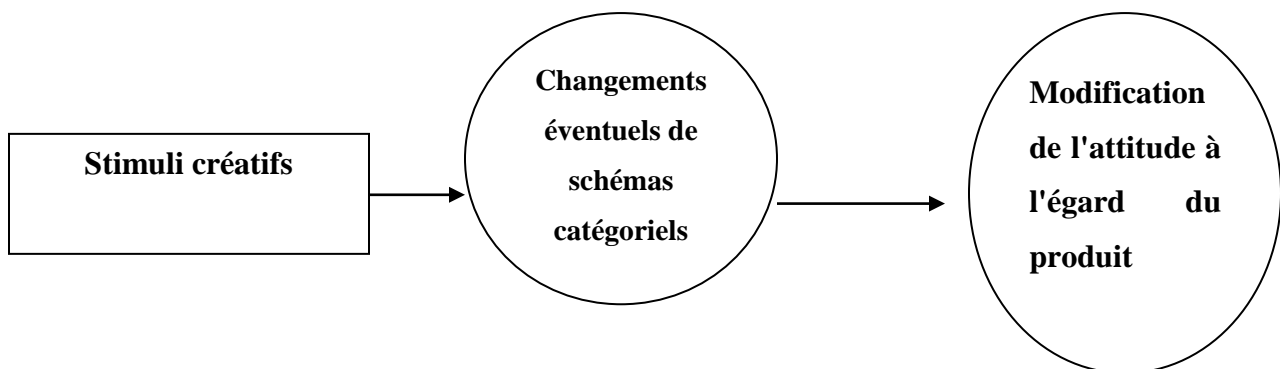 Stimuli créatifs
Changements
éventuels de
schémas
catégoriels
Modification
de l'attitude à
l'égard du
produit